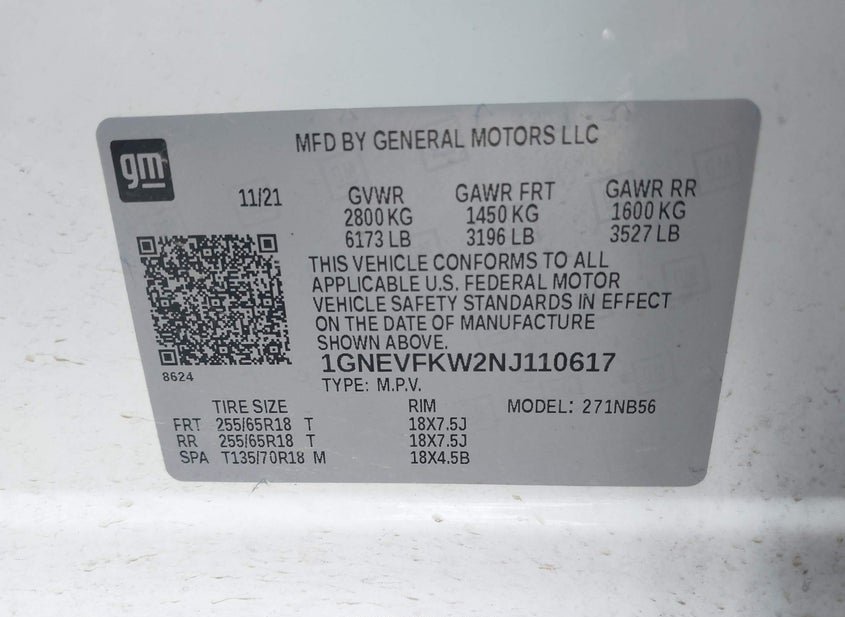 MFD BY GENERAL MOTORS LLC
gm
11/21 GVWR GAWR FRT GAWR RR
2800 KG 1450 KG 1600 KG
6173 LB 3196 LB 3527 LB
THIS VEHICLE CONFORMS TO ALL
APPLICABLE U.S. FEDERAL MOTOR
VEHICLE SAFETY STANDARDS IN EFFECT
ON THE DATE OF MANUFACTURE
SHOWN ABOVE.
1GNEVFKW2NJ110617
8624
TYPE: M.P.V.
TIRE SIZE RIM MODEL: 271NB56
FRT 255/65R18 T 18X7.5J
RR 255/65R18 T 18X7.5J
SPA T135/70R18 M 18X4.5B